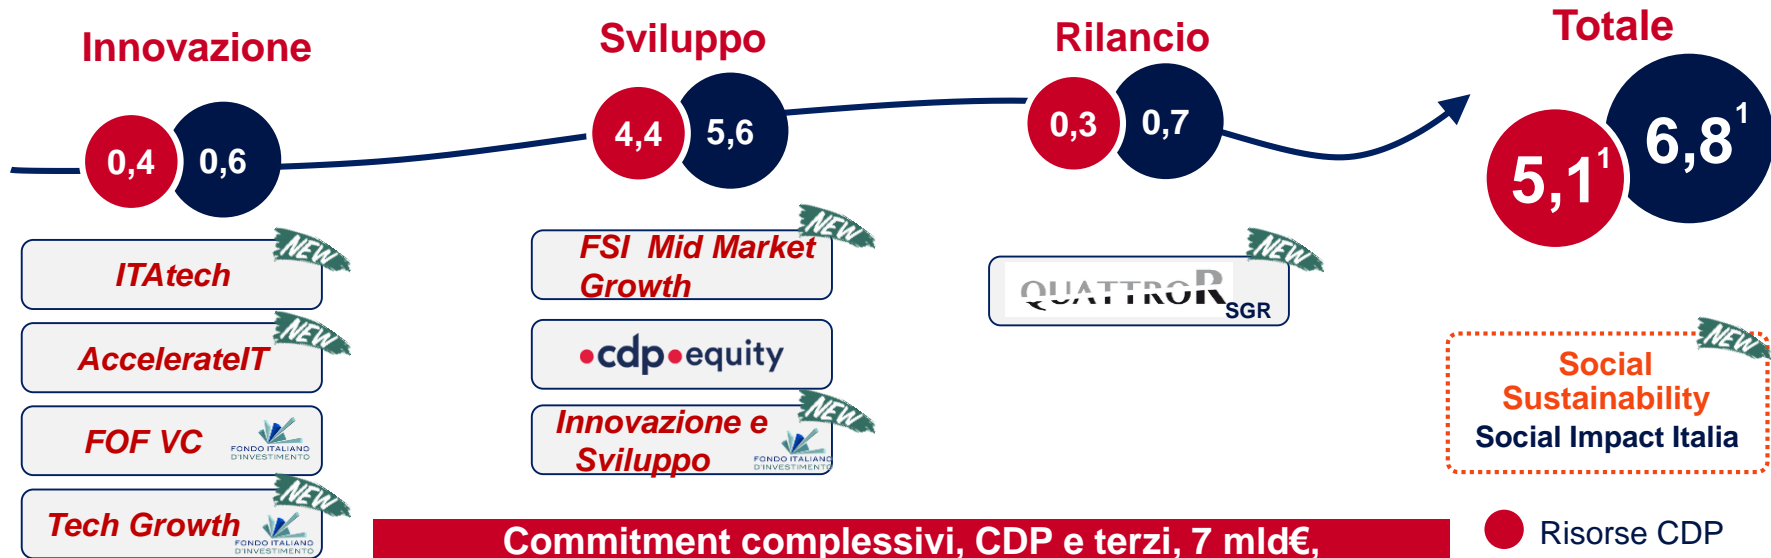 Innovazione
0,4
0,6
ITAtech
NEW
AccelerateIT
NEW
FOF VC
FONDO ITALIANO
D'INVESTIMENTO
Tech Growth
NEW
FONDO ITALIANO
D'INVESTIMENTO
Sviluppo
4,4
5,6
FSI Mid Market
Growth
NEW
cdp equity
Innovazione e
Sviluppo
NEW
FONDO ITALIANO
D'INVESTIMENTO
Rilancio
0,3
0,7
QUATTROR
SGR
NEW
Totale
5,1¹
6,8¹
Social
Sustainability
Social Impact Italia
NEW
Risorse CDP
Commitment complessivi, CDP e terzi, 7 mld€,